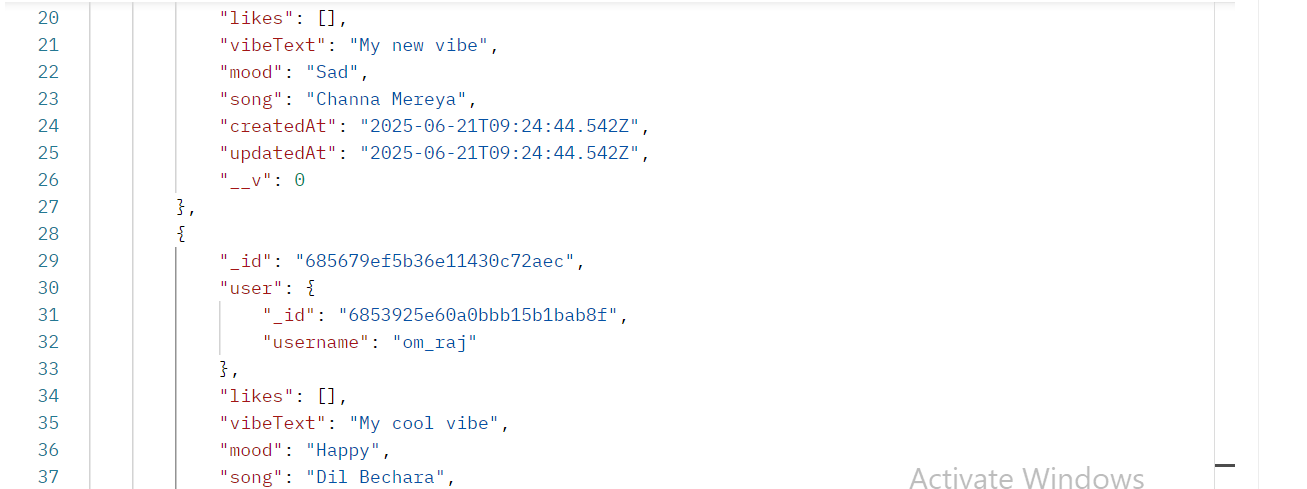 20 "likes": [],
21 "vibeText": "My new vibe",
22 "mood": "Sad",
23 "song": "Channa Mereya",
24 "createdAt": "2025-06-21T09:24:44.542Z",
25 "updatedAt": "2025-06-21T09:24:44.542Z",
26 "__v": 0
27 },
28 {
29 "_id": "685679ef5b36e11430c72aec",
30 "user": {
31 "_id": "6853925e60a0bbb15b1bab8f",
32 "username": "om_raj"
33 },
34 "likes": [],
35 "vibeText": "My cool vibe",
36 "mood": "Happy",
37 "song": "Dil Bechara",
Activate Windows